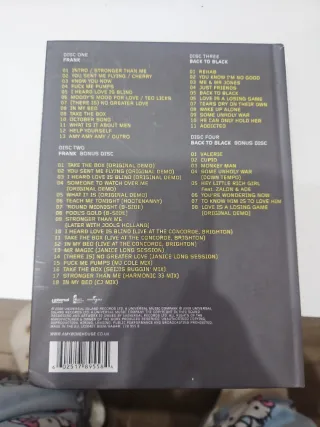 DISC ONE
FRANK
01 INTRO / STRONGER THAN ME
02 YOU SENT ME FLYING / CHERRY
03 KNOW YOU NOW
04 FUCK ME PUMPS
05 I HEARD LOVE IS BLIND
06 MOODY'S MOOD FOR LOVE / TEO LICKS
07 (THERE IS) NO GREATER LOVE
08 IN MY BED
09 TAKE THE BOX
10 OCTOBER SONG
11 WHAT IS IT ABOUT MEN
12 HELP YOURSELF
13 AMY AMY AMY / OUTRO
DISC TWO
FRANK BONUS DISC
01 TAKE THE BOX (ORIGINAL DEMO)
02 YOU SENT ME FLYING (ORIGINAL DEMO)
03 I HEARD LOVE IS BLIND (ORIGINAL DEMO)
04 SOMEONE TO WATCH OVER ME
(ORIGINAL DEMO)
05 WHAT IT IS (ORIGINAL DEMO)
06 TEACH ME TONIGHT (HOOTENANNY)
07 'ROUND MIDNIGHT (B-SIDE)
08 FOOLS GOLD (B-SIDE)
09 STRONGER THAN ME
(LATER WITH JOOLS HOLLAND)
10 I HEARD LOVE IS BLIND (LIVE AT THE CONCORDE, BRIGHTON)
11 TAKE THE BOX (LIVE AT THE CONCORDE, BRIGHTON)
12 IN MY BED (LIVE AT THE CONCORDE, BRIGHTON)
13 MR MAGIC (JANICE LONG SESSION)
14 (THERE IS) NO GREATER LOVE (JANICE LONG SESSION)
15 FUCK ME PUMPS (MJ COLE MIX)
16 TAKE THE BOX (SEIJIS BUGGIN' MIX)
17 STRONGER THAN ME (HARMONIC 33 MIX)
18 IN MY BED (CJ MIX)
DISC THREE
BACK TO BLACK
01 REHAB
02 YOU KNOW I'M NO GOOD
03 ME & MR JONES
04 JUST FRIENDS
05 BACK TO BLACK
06 LOVE IS A LOSING GAME
07 TEARS DRY ON THEIR OWN
08 WAKE UP ALONE
09 SOME UNHOLY WAR
10 HE CAN ONLY HOLD HER
11 ADDICTED
DISC FOUR
BACK TO BLACK BONUS DISC
01 VALERIE
02 CUPID
03 MONKEY MAN
04 SOME UNHOLY WAR
(DOWN TEMPO)
05 HEY LITTLE RICH GIRL
feat. ZALON & ADE
06 YOU'RE WONDERING NOW
07 TO KNOW HIM IS TO LOVE HIM
08 LOVE IS A LOSING GAME
(ORIGINAL DEMO)
WWW.AMYWINEHOUSE.CO.UK